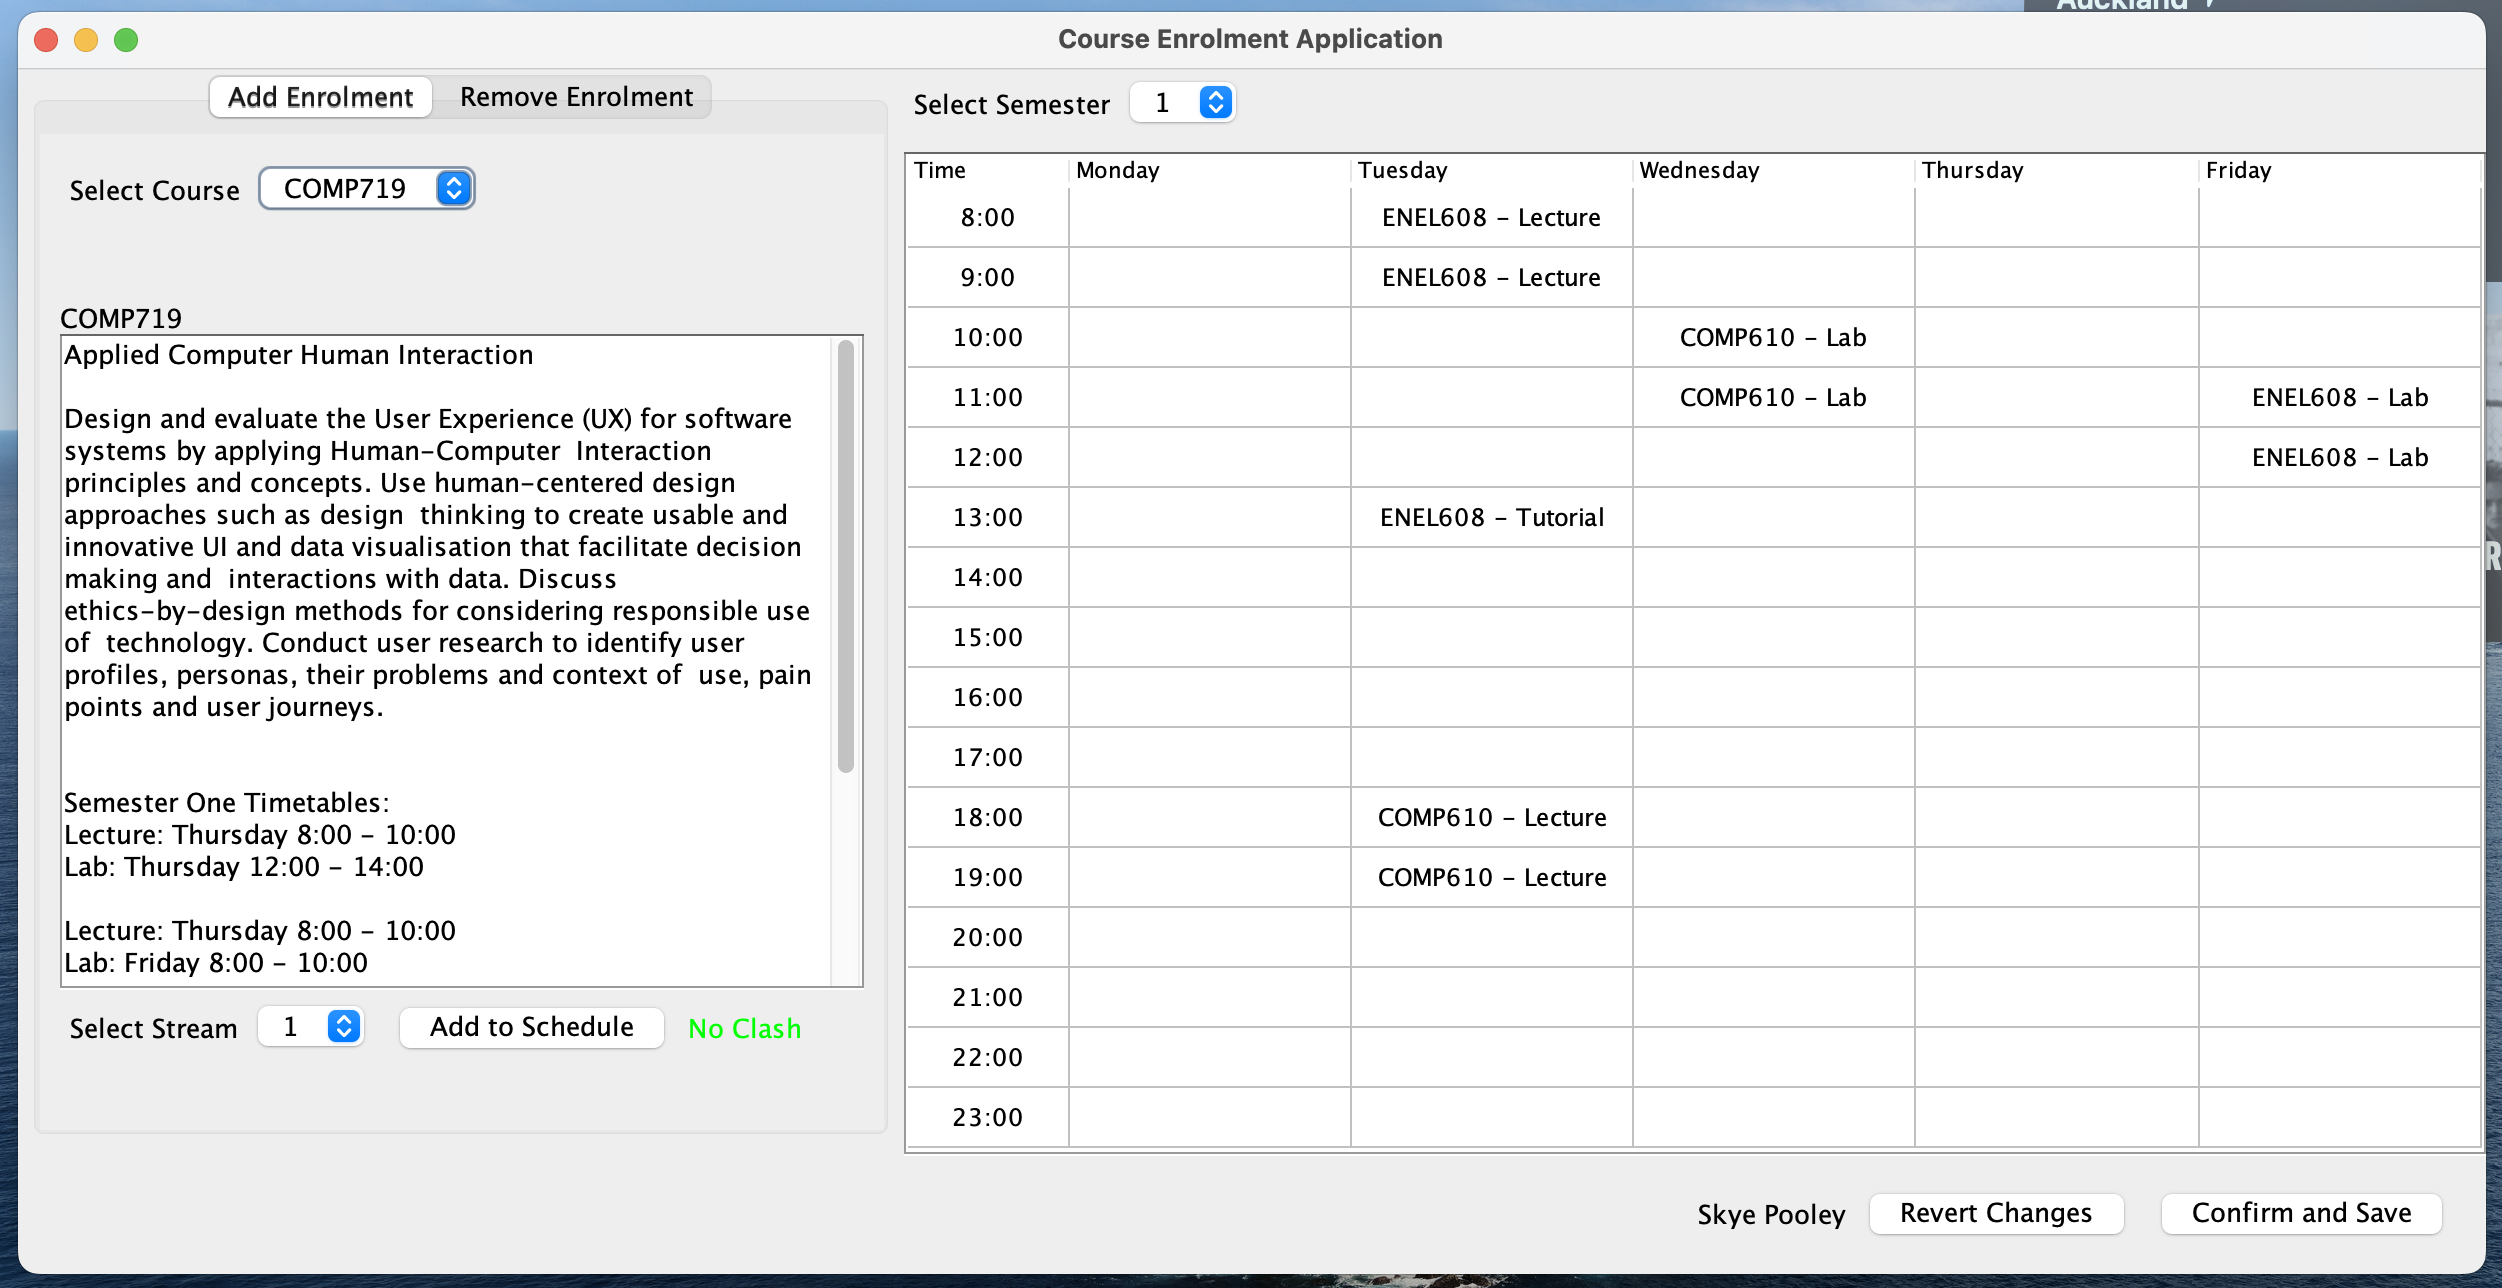 Auckland
Course Enrolment Application
Add Enrolment Remove Enrolment
Select Course COMP719
COMP719
Applied Computer Human Interaction
Design and evaluate the User Experience (UX) for software
systems by applying Human-Computer  Interaction
principles and concepts. Use human-centered design
approaches such as design  thinking to create usable and
innovative UI and data visualisation that facilitate decision
making and  interactions with data. Discuss
ethics-by-design methods for considering responsible use
of  technology. Conduct user research to identify user
profiles, personas, their problems and context of  use, pain
points and user journeys.
Semester One Timetables:
Lecture: Thursday 8:00 - 10:00
Lab: Thursday 12:00 - 14:00
Lecture: Thursday 8:00 - 10:00
Lab: Friday 8:00 - 10:00
Select Stream 1 Add to Schedule No Clash
Select Semester 1
Time Monday Tuesday Wednesday Thursday Friday
8:00 ENEL608 - Lecture
9:00 ENEL608 - Lecture
10:00 COMP610 - Lab
11:00 COMP610 - Lab ENEL608 - Lab
12:00 ENEL608 - Lab
13:00 ENEL608 - Tutorial
14:00
15:00
16:00
17:00
18:00 COMP610 - Lecture
19:00 COMP610 - Lecture
20:00
21:00
22:00
23:00
Skye Pooley Revert Changes Confirm and Save